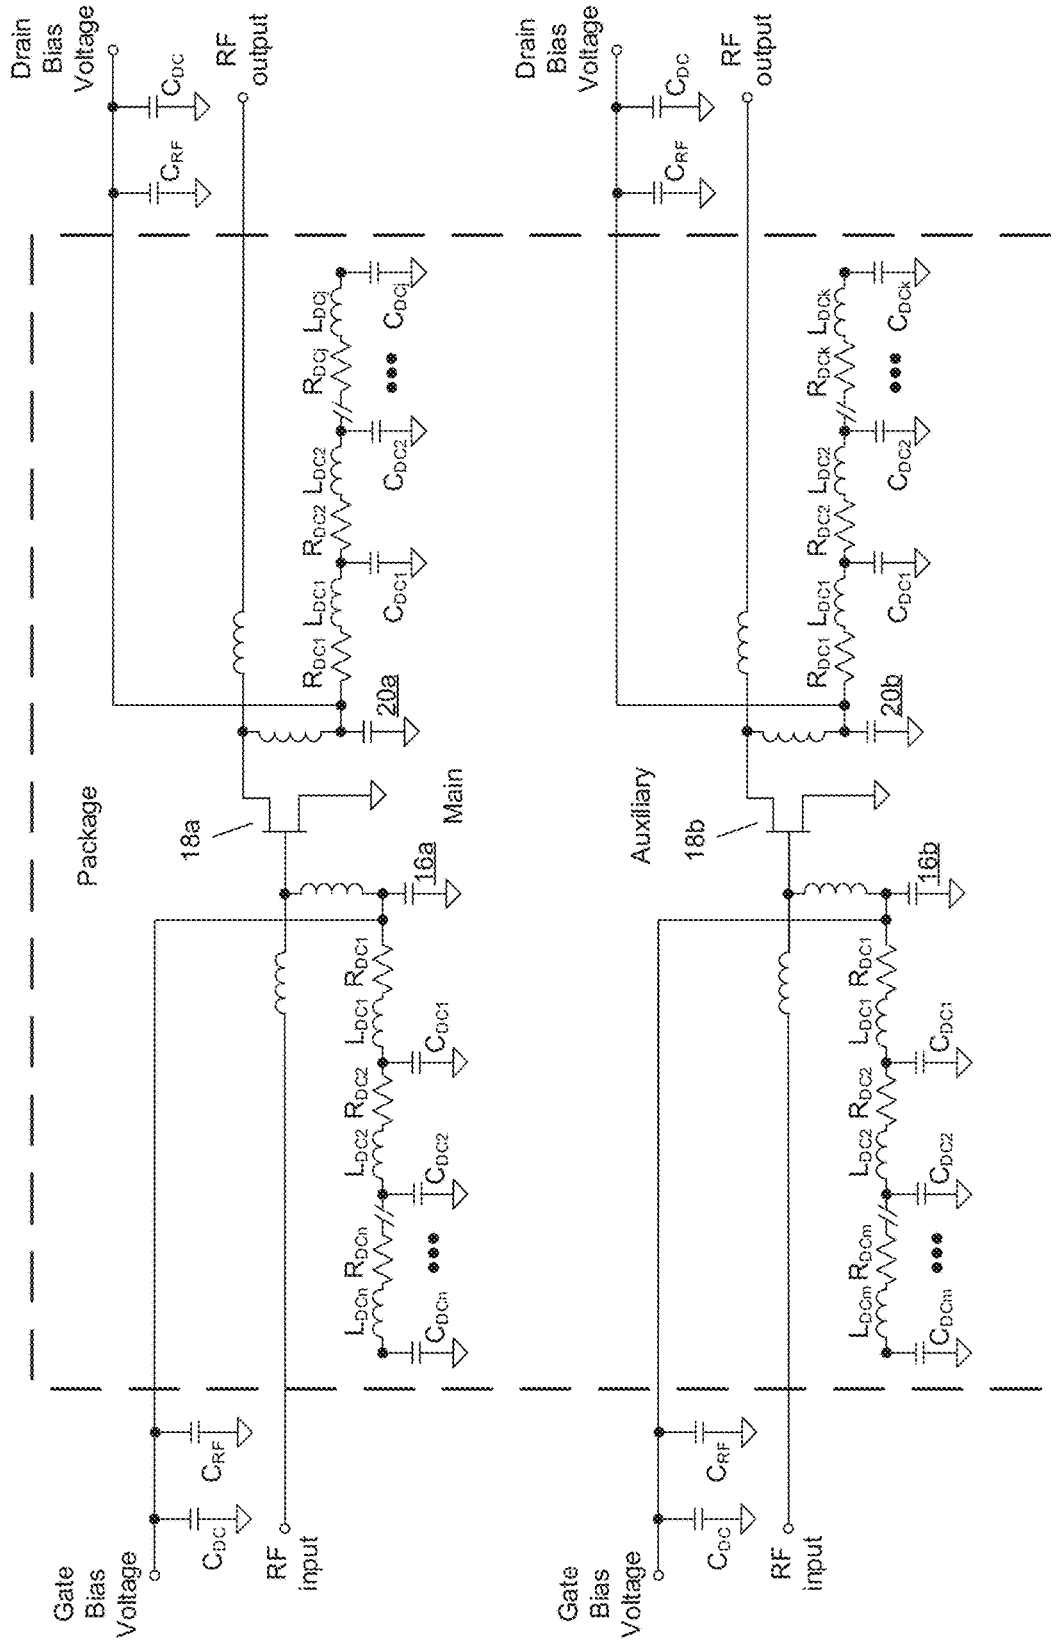 Gate
Bias
Voltage
C_DC
C_RF
RF
input
Package
L_DCn R_DCn L_DC2 R_DC2 L_DC1 R_DC1
C_DCn
C_DC2
C_DC1
16a
18a
Main
20a
R_DC1 L_DC1 R_DC2 L_DC2 R_DCj L_DCj
C_DC1
C_DC2
C_DCj
Drain
Bias
Voltage
C_RF
C_DC
RF
output
Gate
Bias
Voltage
C_DC
C_RF
RF
input
L_DCm R_DCm L_DC2 R_DC2 L_DC1 R_DC1
C_DCm
C_DC2
C_DC1
16b
Auxiliary
18b
20b
R_DC1 L_DC1 R_DC2 L_DC2 R_DCk L_DCk
C_DC1
C_DC2
C_DCk
Drain
Bias
Voltage
C_RF
C_DC
RF
output